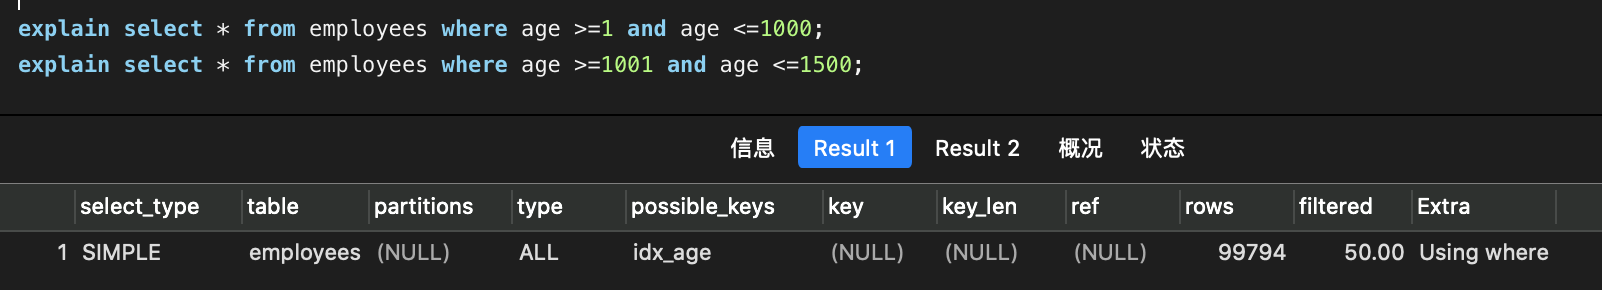 explain select * from employees where age >=1 and age <=1000;
explain select * from employees where age >=1001 and age <=1500;
信息 Result 1 Result 2 概况 状态
select_type table partitions type possible_keys key key_len ref rows filtered Extra
1 SIMPLE employees (NULL) ALL idx_age (NULL) (NULL) (NULL) 99794 50.00 Using where